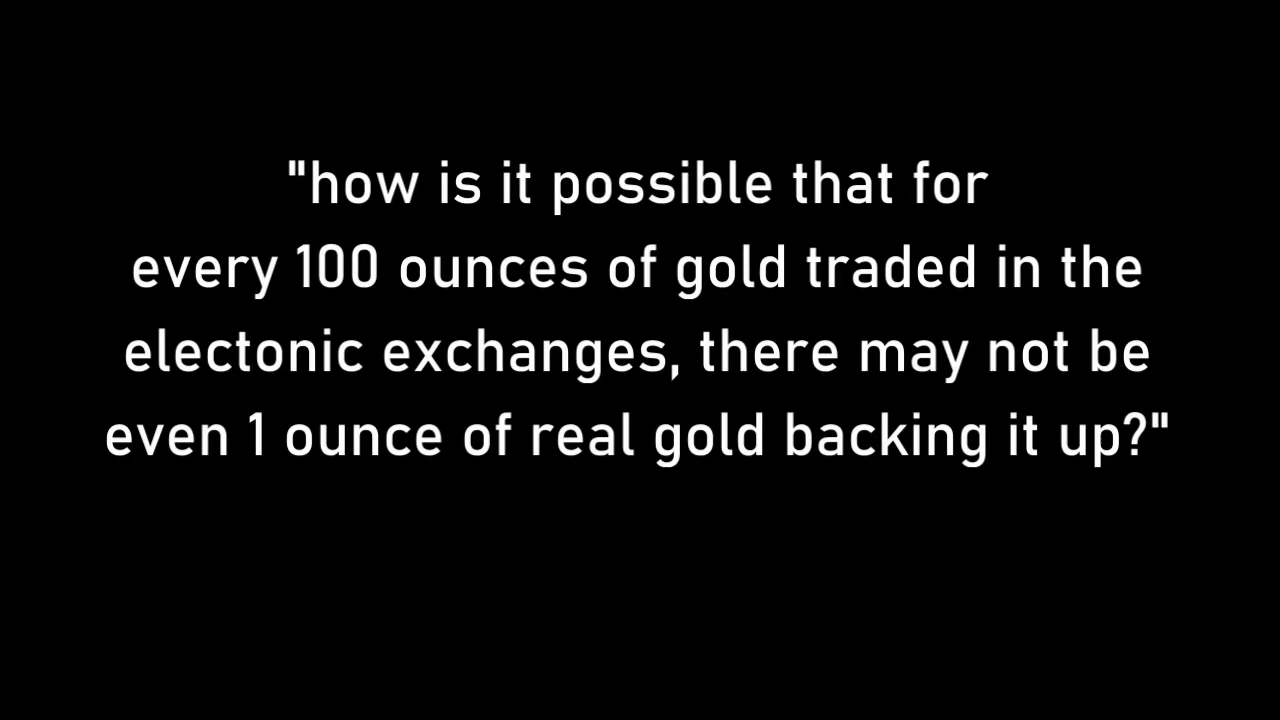 "how is it possible that for
every 100 ounces of gold traded in the
electonic exchanges, there may not be
even 1 ounce of real gold backing it up?"